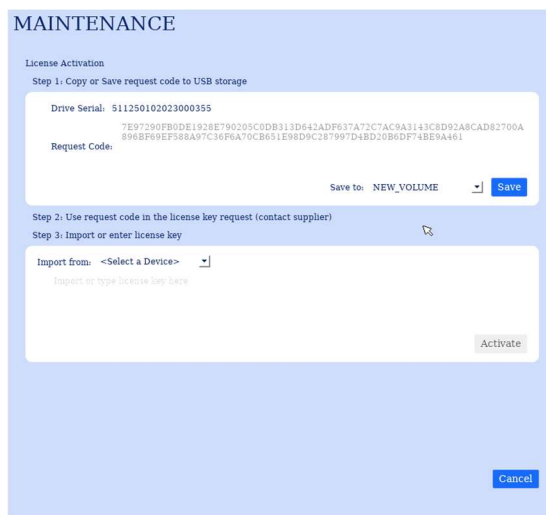 MAINTENANCE
License Activation
Step 1: Copy or Save request code to USB storage
Drive Serial: 511250102023000355
7E97290FB0DE1928E790205C0DB313D642ADF637A72C7AC9A3143C8D92A8CAD82700A
Request Code:
896BF69EF588A97C36F6A70CB651E98D9C287997D4BD20B6DF74BE9A461
Save to: NEW_VOLUME Save
Step 2: Use request code in the license key request (contact supplier)
Step 3: Import or enter license key
Import from: <Select a Device>
Import or type license key here
Activate
Cancel